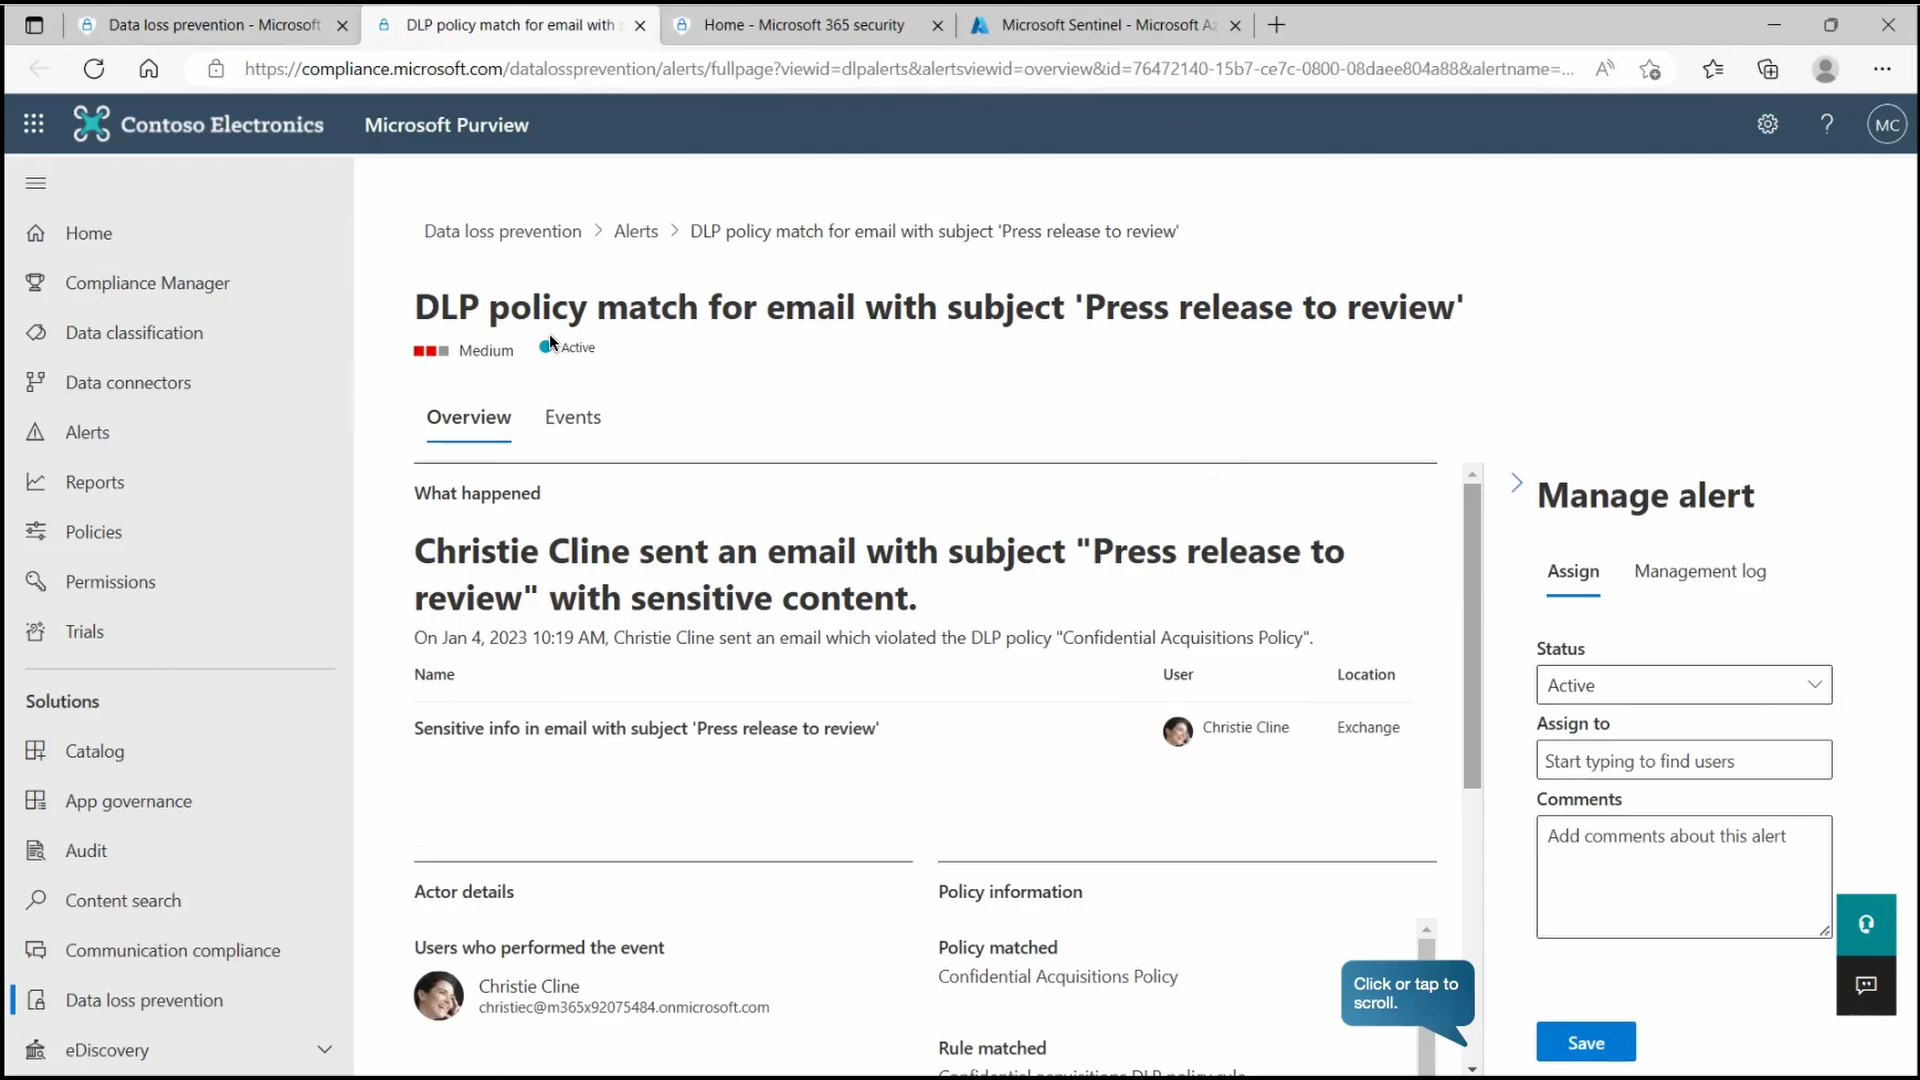 Data loss prevention - Microsoft
DLP policy match for email with
Home - Microsoft 365 security
Microsoft Sentinel - Microsoft Az
https://compliance.microsoft.com/datalossprevention/alerts/fullpage?viewid=dlpalerts&alertsviewid=overview&id=76472140-15b7-ce7c-0800-08daee804a88&alertname=...
Contoso Electronics
Microsoft Purview
?
MC
Home
Compliance Manager
Data classification
Data connectors
Alerts
Reports
Policies
Permissions
Trials
Solutions
Catalog
App governance
Audit
Content search
Communication compliance
Data loss prevention
eDiscovery
Data loss prevention > Alerts > DLP policy match for email with subject 'Press release to review'
DLP policy match for email with subject 'Press release to review'
Medium
Active
Overview
Events
What happened
Christie Cline sent an email with subject "Press release to
review" with sensitive content.
On Jan 4, 2023 10:19 AM, Christie Cline sent an email which violated the DLP policy "Confidential Acquisitions Policy".
Name
User
Location
Sensitive info in email with subject 'Press release to review'
Christie Cline
Exchange
Actor details
Users who performed the event
Christie Cline
christiec@m365x92075484.onmicrosoft.com
Policy information
Policy matched
Confidential Acquisitions Policy
Rule matched
Confidential acquisitions DLP policy rule
Click or tap to
scroll.
Manage alert
Assign
Management log
Status
Active
Assign to
Start typing to find users
Comments
Add comments about this alert
Save